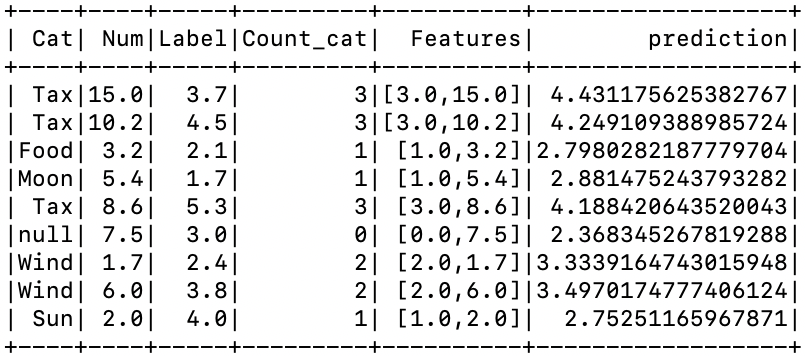 +----+----+-----+---------+----------+------------------+
| Cat| Num|Label|Count_cat|  Features|        prediction|
+----+----+-----+---------+----------+------------------+
| Tax|15.0|  3.7|        3|[3.0,15.0]| 4.431175625382767|
| Tax|10.2|  4.5|        3|[3.0,10.2]| 4.249109388985724|
|Food| 3.2|  2.1|        1| [1.0,3.2]|2.7980282187779704|
|Moon| 5.4|  1.7|        1| [1.0,5.4]| 2.881475243793282|
| Tax| 8.6|  5.3|        3| [3.0,8.6]| 4.188420643520043|
|null| 7.5|  3.0|        0| [0.0,7.5]| 2.368345267819288|
|Wind| 1.7|  2.4|        2| [2.0,1.7]|3.3339164743015948|
|Wind| 6.0|  3.8|        2| [2.0,6.0]|3.4970174777406124|
| Sun| 2.0|  4.0|        1| [1.0,2.0]|  2.75251165967871|
+----+----+-----+---------+----------+------------------+